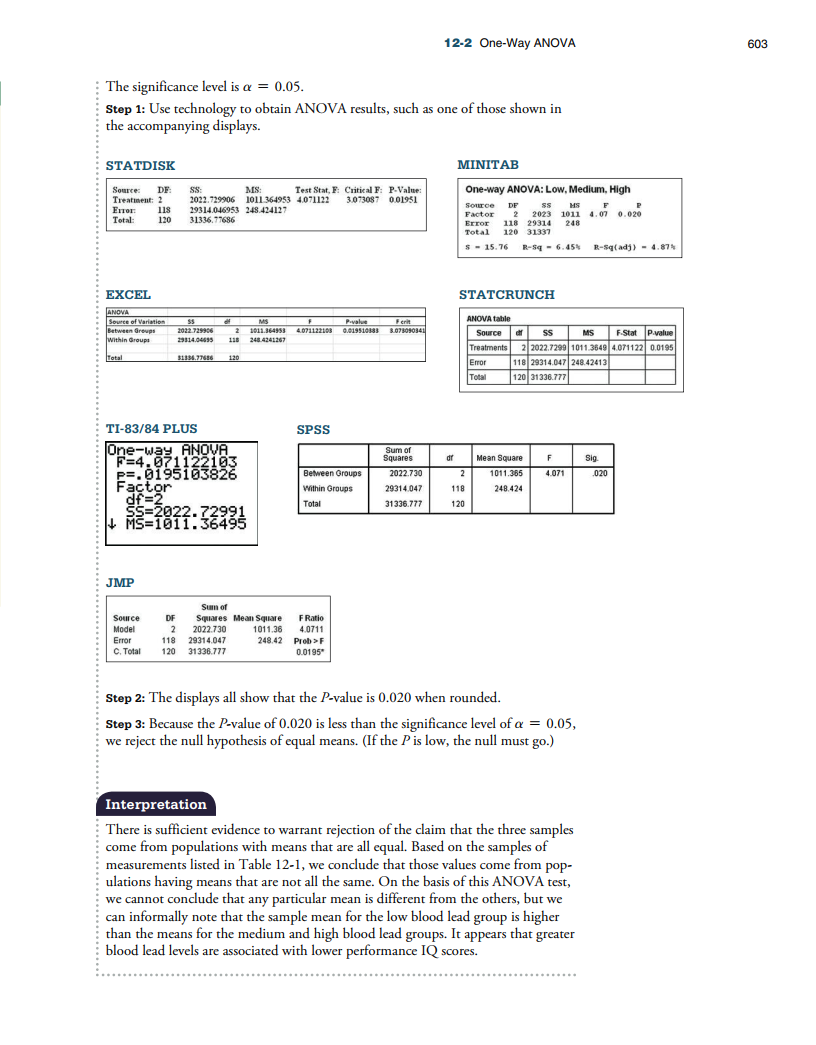 12-2 One-Way ANOVA 603
The significance level is α = 0.05.
Step 1: Use technology to obtain ANOVA results, such as one of those shown in
the accompanying displays.
STATDISK
Source: DF: SS: MS: Test Stat, F: Critical F: P-Value:
Treatment: 2 2022.729906 1011.364953 4.071122 3.073087 0.01951
Error: 118 29314.046953 248.424127
Total: 120 31336.77686
MINITAB
One-way ANOVA: Low, Medium, High
Source DF SS MS F P
Factor 2 2023 1011 4.07 0.020
Error 118 29314 248
Total 120 31337
S = 15.76 R-Sq = 6.45% R-Sq(adj) = 4.87%
EXCEL
ANOVA
Source of Variation SS df MS F P-value F crit
Between Groups 2022.729906 2 1011.364953 4.071122103 0.019510383 3.073090341
Within Groups 29314.04695 118 248.4241267
Total 31336.77686 120
STATCRUNCH
ANOVA table
Source df SS MS F-Stat P-value
Treatments 2 2022.7299 1011.3649 4.071122 0.0195
Error 118 29314.047 248.42413
Total 120 31336.777
TI-83/84 PLUS
One-way ANOVA
F=4.071122103
p=.0195103826
Factor
df=2
SS=2022.72991
↓ MS=1011.36495
SPSS
Sum of
Squares df Mean Square F Sig.
Between Groups 2022.730 2 1011.365 4.071 .020
Within Groups 29314.047 118 248.424
Total 31336.777 120
JMP
Sum of
Source DF Squares Mean Square F Ratio
Model 2 2022.730 1011.36 4.0711
Error 118 29314.047 248.42 Prob > F
C. Total 120 31336.777 0.0195*
Step 2: The displays all show that the P-value is 0.020 when rounded.
Step 3: Because the P-value of 0.020 is less than the significance level of α = 0.05,
we reject the null hypothesis of equal means. (If the P is low, the null must go.)
Interpretation
There is sufficient evidence to warrant rejection of the claim that the three samples
come from populations with means that are all equal. Based on the samples of
measurements listed in Table 12-1, we conclude that those values come from pop-
ulations having means that are not all the same. On the basis of this ANOVA test,
we cannot conclude that any particular mean is different from the others, but we
can informally note that the sample mean for the low blood lead group is higher
than the means for the medium and high blood lead groups. It appears that greater
blood lead levels are associated with lower performance IQ scores.